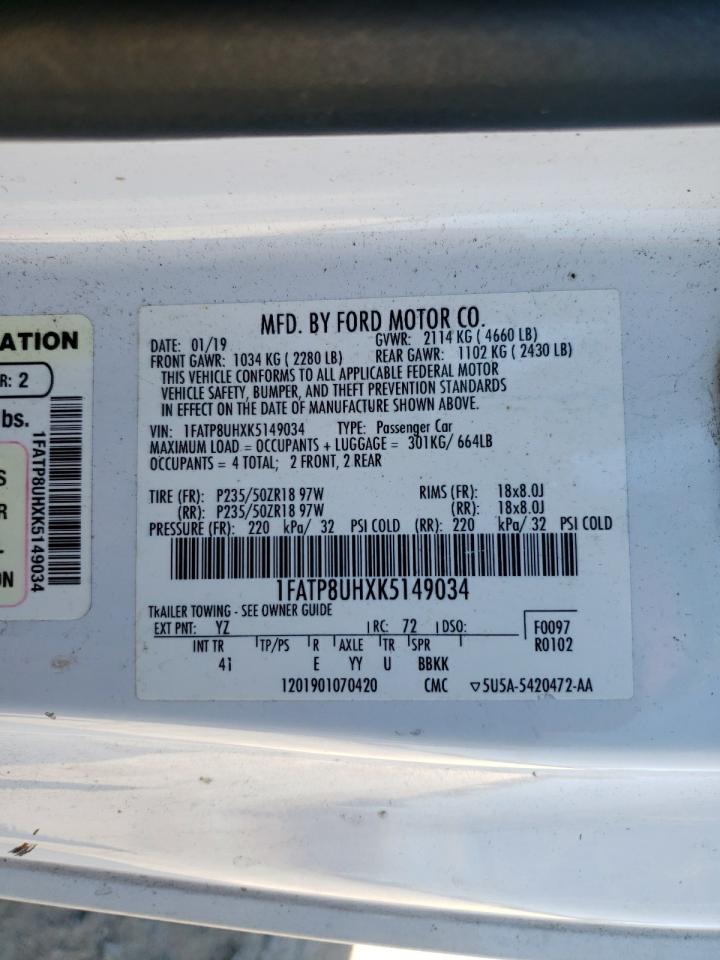 MFD. BY FORD MOTOR CO.
DATE: 01/19 GVWR: 2114 KG ( 4660 LB)
FRONT GAWR: 1034 KG ( 2280 LB) REAR GAWR: 1102 KG ( 2430 LB)
THIS VEHICLE CONFORMS TO ALL APPLICABLE FEDERAL MOTOR
VEHICLE SAFETY, BUMPER, AND THEFT PREVENTION STANDARDS
IN EFFECT ON THE DATE OF MANUFACTURE SHOWN ABOVE.
VIN: 1FATP8UHXK5149034 TYPE: Passenger Car
MAXIMUM LOAD = OCCUPANTS + LUGGAGE = 301KG/ 664LB
OCCUPANTS = 4 TOTAL; 2 FRONT, 2 REAR
TIRE (FR): P235/50ZR18 97W RIMS (FR): 18x8.0J
(RR): P235/50ZR18 97W (RR): 18x8.0J
PRESSURE (FR): 220 kPa/ 32 PSI COLD (RR): 220 kPa/ 32 PSI COLD
1FATP8UHXK5149034
TRAILER TOWING - SEE OWNER GUIDE
EXT PNT: YZ RC: 72 DSO: F0097
INT TR TP/PS R AXLE TR SPR R0102
41 E YY U BBKK
1201901070420 CMC ▽5U5A-5420472-AA
ATION
R: 2
lbs.
S
R
-
ON
1FATP8UHXK5149034